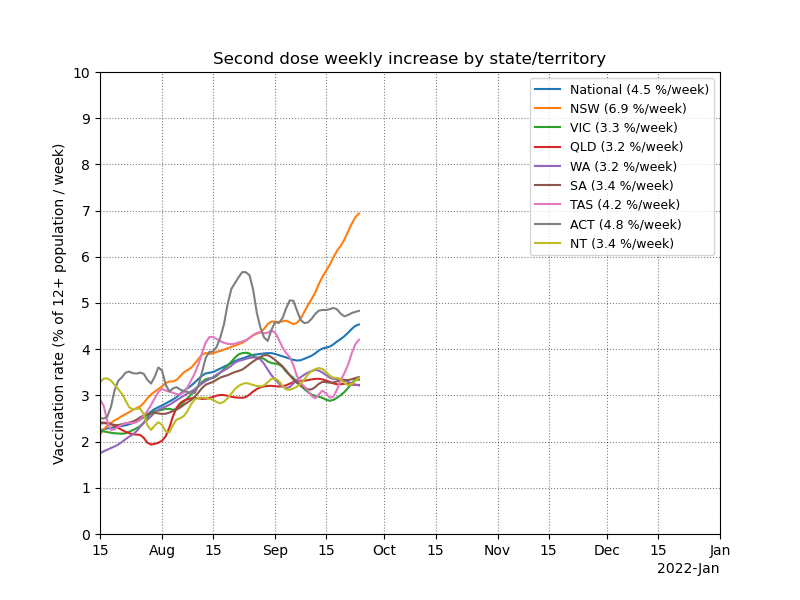 Second dose weekly increase by state/territory
Vaccination rate (% of 12+ population / week)
10
9
8
7
6
5
4
3
2
1
0
National (4.5 %/week)
NSW (6.9 %/week)
VIC (3.3 %/week)
QLD (3.2 %/week)
WA (3.2 %/week)
SA (3.4 %/week)
TAS (4.2 %/week)
ACT (4.8 %/week)
NT (3.4 %/week)
15 Aug 15 Sep 15 Oct 15 Nov 15 Dec 15 Jan
2022-Jan